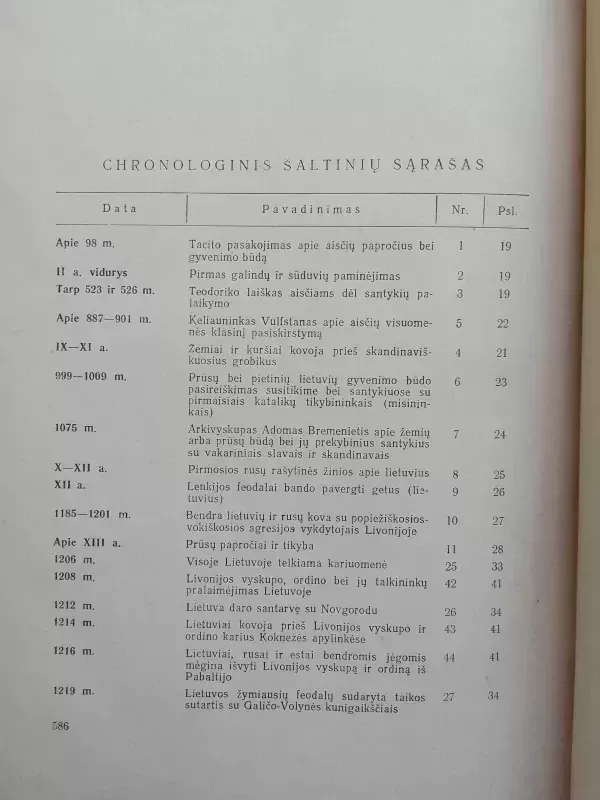 CHRONOLOGINIS ŠALTINIŲ SĄRAŠAS
Data Pavadinimas Nr. Psl.
Apie 98 m. Tacito pasakojimas apie aisčių papročius bei 1 19
gyvenimo būdą
II a. vidurys Pirmas galindų ir sūduvių paminėjimas 2 19
Tarp 523 ir 526 m. Teodoriko laiškas aisčiams dėl santykių pa- 3 19
laikymo
Apie 887—901 m. Keliauninkas Vulfstanas apie aisčių visuome- 5 22
nės klasinį pasiskirstymą
IX—XI a. Žemiai ir kuršiai kovoja prieš skandinaviš- 4 21
kuosius grobikus
999—1009 m. Prūsų bei pietinių lietuvių gyvenimo būdo 6 23
pasireiškimas susitikime bei santykiuose su
pirmaisiais katalikų tikybininkais (misinin-
kais)
1075 m. Arkivyskupas Adomas Bremenietis apie žemių 7 24
arba prūsų būdą bei jų prekybinius santykius
su vakariniais slavais ir skandinavais
X—XII a. Pirmosios rusų rašytinės žinios apie lietuvius 8 25
XII a. Lenkijos feodalai bando pavergti getus (lie- 9 26
tuvius)
1185—1201 m. Bendra lietuvių ir rusų kova su popiežiškosios- 10 27
vokiškosios agresijos vykdytojais Livonijoje
Apie XIII a. Prūsų papročiai ir tikyba 11 28
1206 m. Visoje Lietuvoje telkiama kariuomenė 25 33
1208 m. Livonijos vyskupo, ordino bei jų talkininkų 42 41
pralaimėjimas Lietuvoje
1212 m. Lietuva daro santarvę su Novgorodu 26 34
1214 m. Lietuviai kovoja prieš Livonijos vyskupo ir 43 41
ordino karius Koknezės apylinkėse
1216 m. Lietuviai, rusai ir estai bendromis jėgomis 44 41
mėgina išvyti Livonijos vyskupą ir ordiną iš
Pabaltijo
1219 m. Lietuvos žymiausių feodalų sudaryta taikos 27 34
sutartis su Galičo-Volynės kunigaikščiais
586